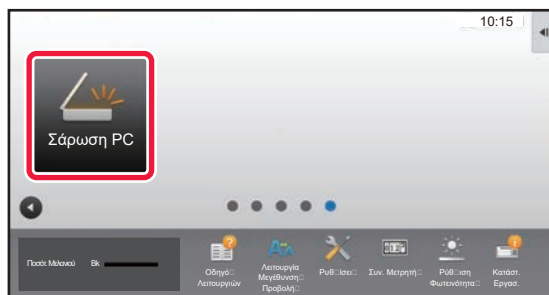 10:15
Σάρωση PC
Ποσότ. Μελανιού Bk
Οδηγό□
Λειτουργιών
Λειτουργία
Μεγέθυνση□
Προβολή□
Ρυθ□ίσει□
Συν. Μετρητή□
Ρύθ□ιση
Φωτεινότητα□
Κατάστ.
Εργασ.